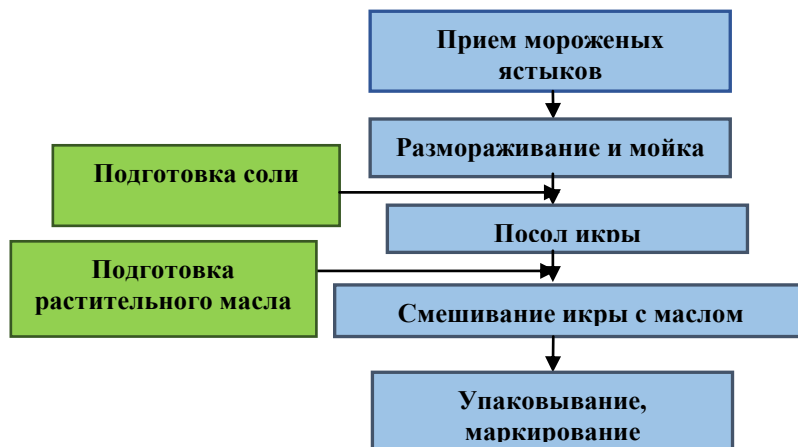 Прием мороженых
ястыков
Размораживание и мойка
Подготовка соли
Посол икры
Подготовка
растительного масла
Смешивание икры с маслом
Упаковывание,
маркирование